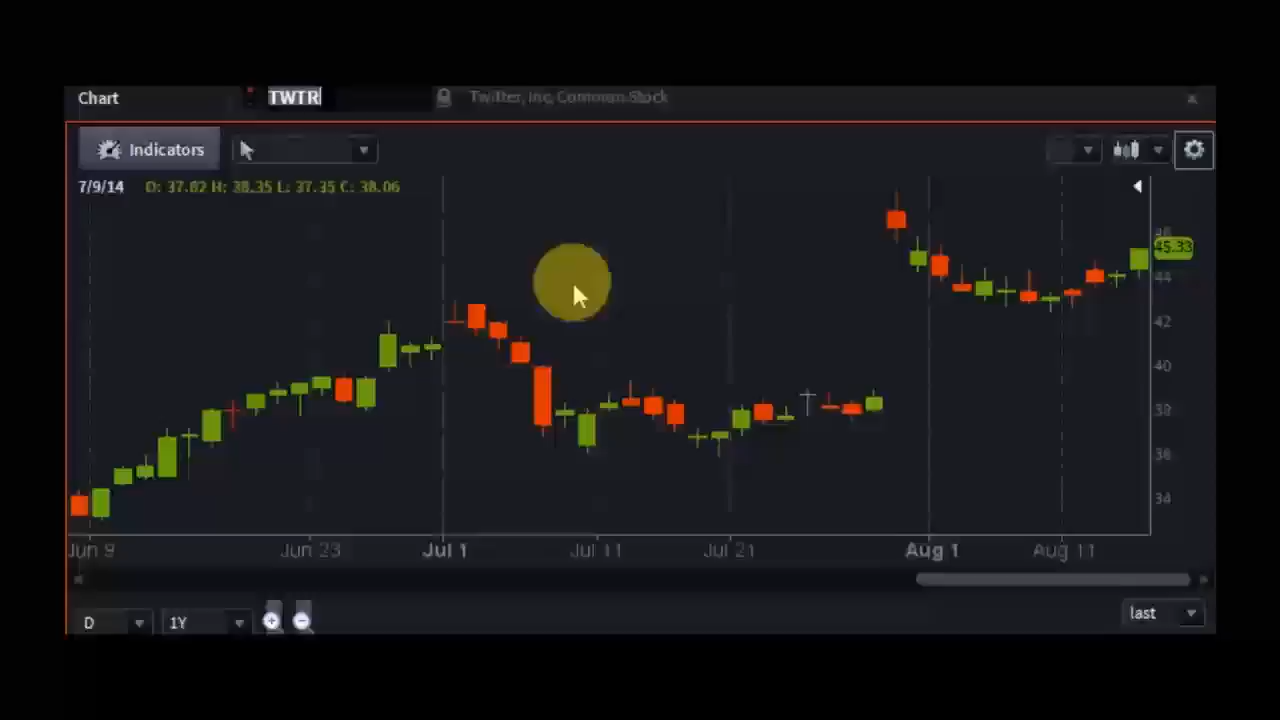 Chart TWTR Twitter, Inc. Common Stock
Indicators
7/9/14 O: 37.82 H: 38.35 L: 37.35 C: 38.06
46
45.33
44
42
40
38
36
34
Jun 9 Jun 23 Jul 1 Jul 11 Jul 21 Aug 1 Aug 11
D 1Y last